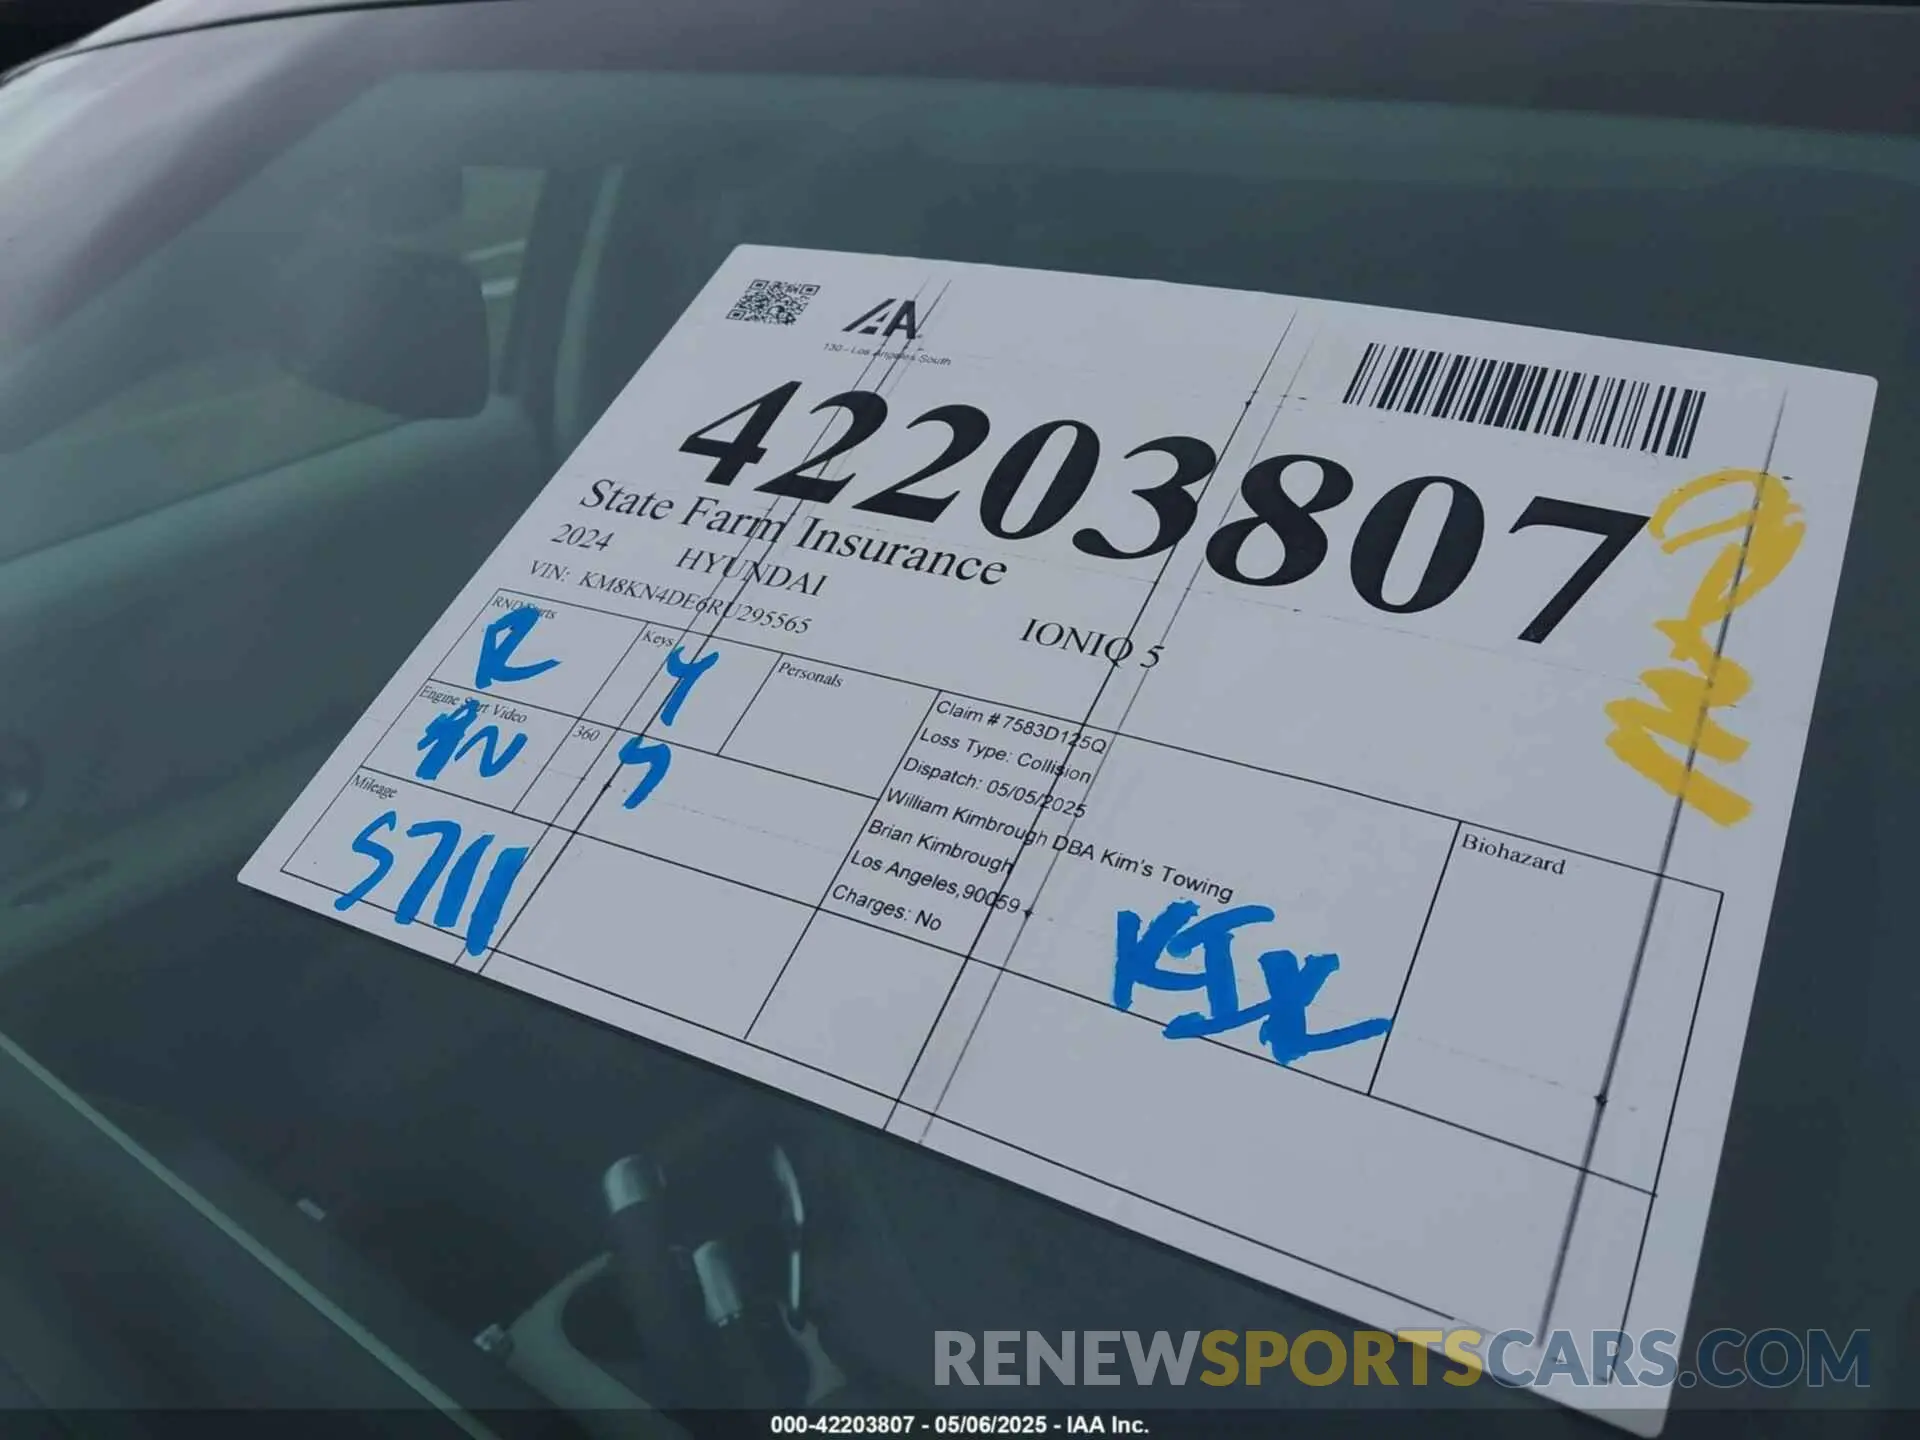 IAA
130 - Los Angeles South
42203807
State Farm Insurance
2024 HYUNDAI IONIQ 5
VIN: KM8KN4DE6RU295565
RND/Starts
R
Keys
Y
Personals
Engine Start Video
N
360
Mileage
5711
Claim # 7583D125Q
Loss Type: Collision
Dispatch: 05/05/2025
William Kimbrough DBA Kim's Towing
Brian Kimbrough
Los Angeles,90059
Charges: No
Biohazard
RENEWSPORTSCARS.COM
000-42203807 - 05/06/2025 - IAA Inc.